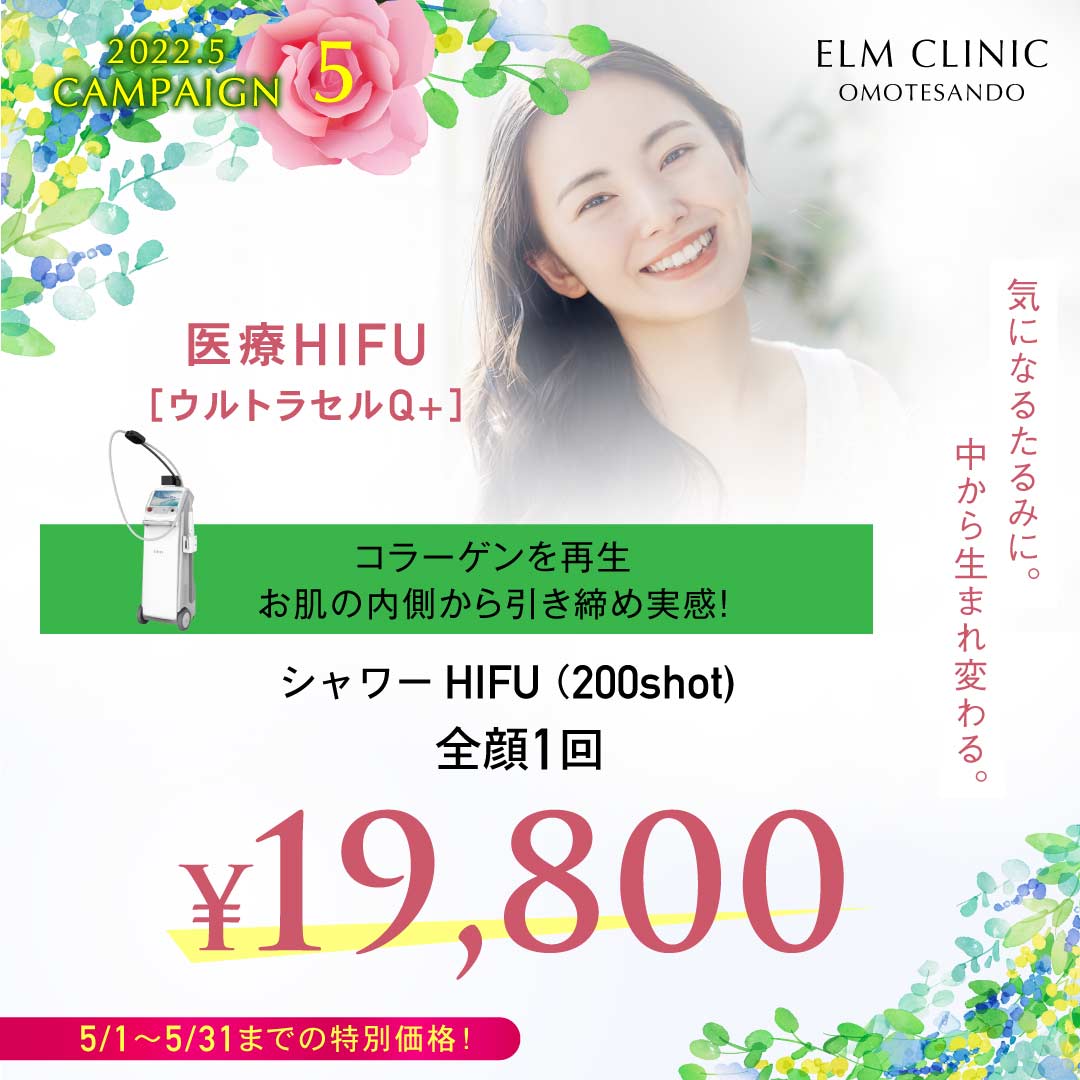 2022.5
CAMPAIGN
5
ELM CLINIC
OMOTESANDO
医療HIFU
[ウルトラセルQ+]
気になるたるみに。
中から生まれ変わる。
コラーゲンを再生
お肌の内側から引き締め実感!
シャワー HIFU (200shot)
全顔1回
¥19,800
5/1〜5/31までの特別価格!